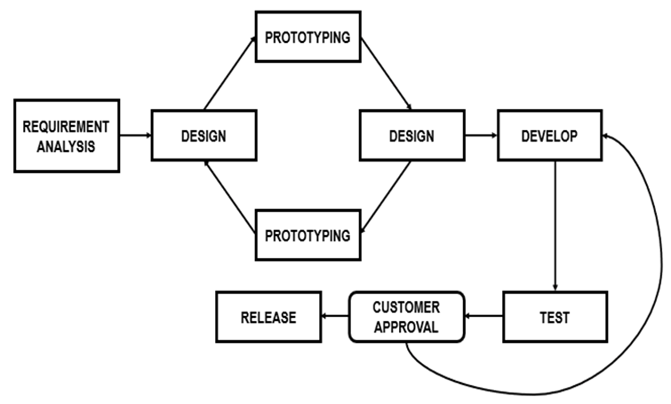 PROTOTYPING
REQUIREMENT
ANALYSIS
DESIGN
DESIGN
DEVELOP
PROTOTYPING
RELEASE
CUSTOMER
APPROVAL
TEST